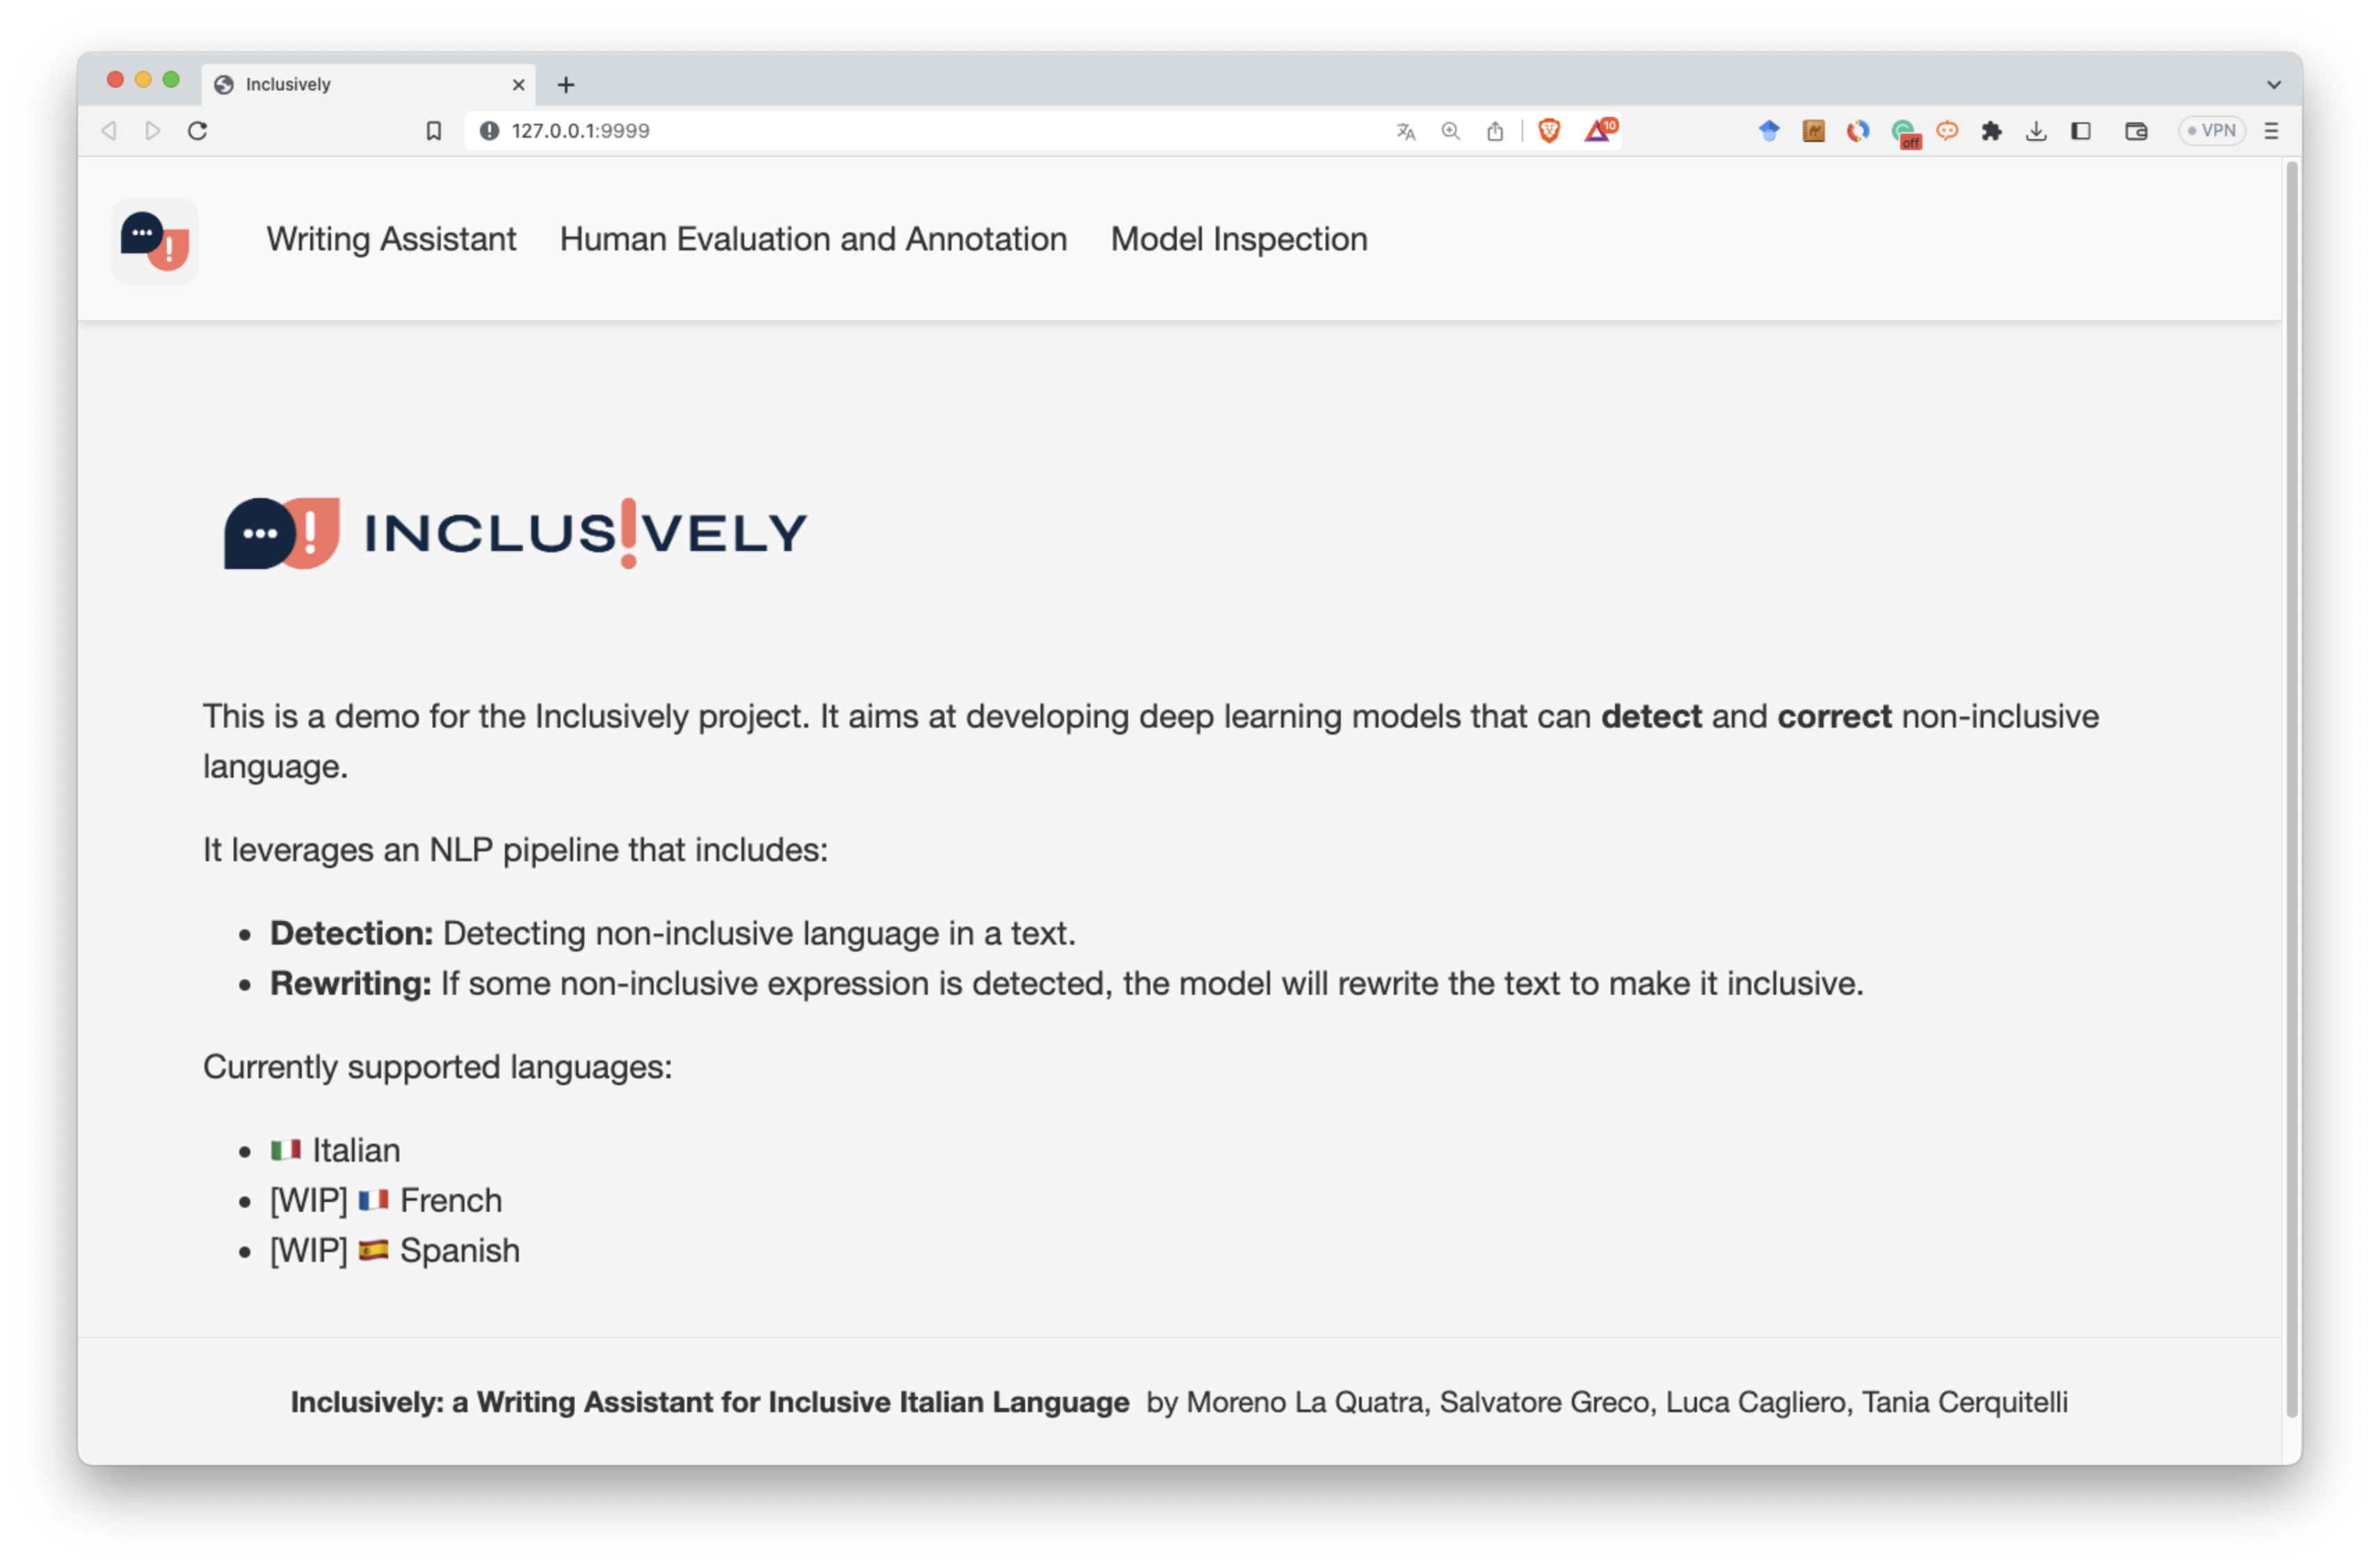 Inclusively
127.0.0.1:9999
10
off
VPN
Writing Assistant Human Evaluation and Annotation Model Inspection
INCLUS!VELY
This is a demo for the Inclusively project. It aims at developing deep learning models that can detect and correct non-inclusive
language.
It leverages an NLP pipeline that includes:
• Detection: Detecting non-inclusive language in a text.
• Rewriting: If some non-inclusive expression is detected, the model will rewrite the text to make it inclusive.
Currently supported languages:
• 🇮🇹 Italian
• [WIP] 🇫🇷 French
• [WIP] 🇪🇸 Spanish
Inclusively: a Writing Assistant for Inclusive Italian Language by Moreno La Quatra, Salvatore Greco, Luca Cagliero, Tania Cerquitelli